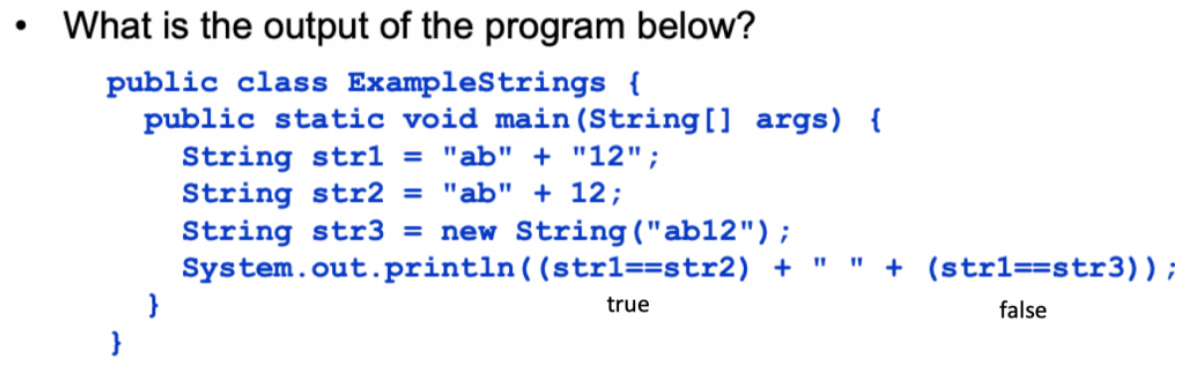 • What is the output of the program below?
public class ExampleStrings {
public static void main(String[] args) {
String str1 = "ab" + "12";
String str2 = "ab" + 12;
String str3 = new String("ab12");
System.out.println((str1==str2) + " " + (str1==str3));
} true false
}